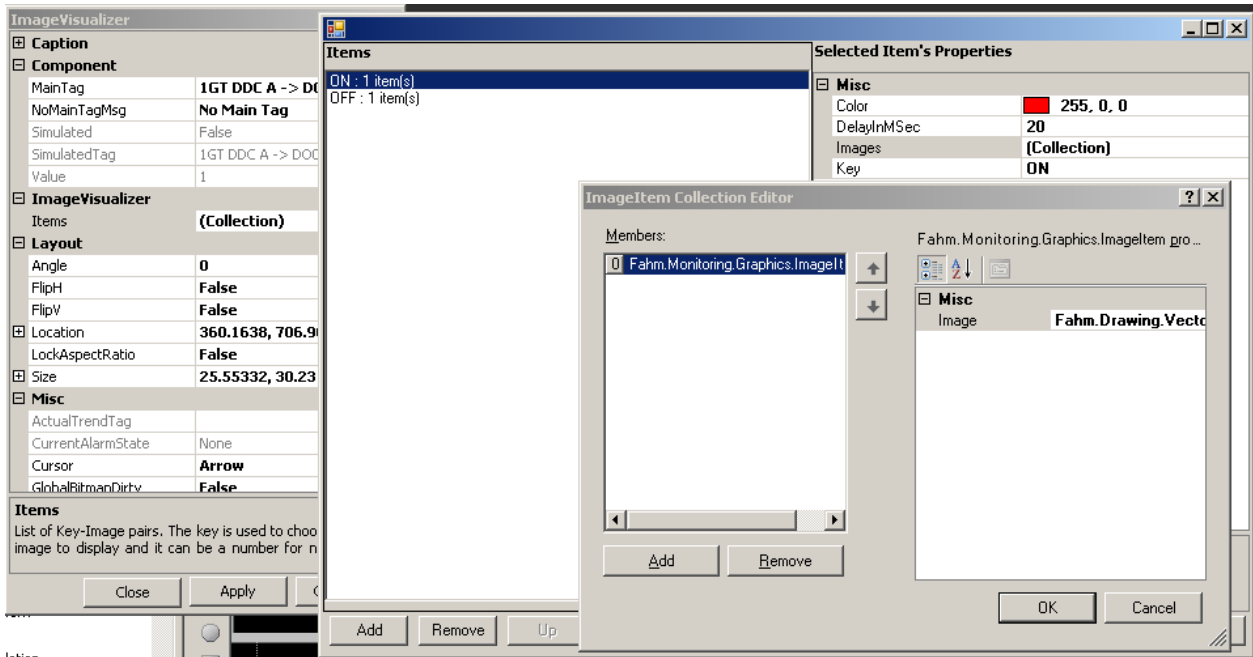 ImageVisualizer
Caption
Component
MainTag 1GT DDC A -> DO
NoMainTagMsg No Main Tag
Simulated False
SimulatedTag 1GT DDC A -> DOO
Value 1
ImageVisualizer
Items (Collection)
Layout
Angle 0
FlipH False
FlipV False
Location 360.1638, 706.9
LockAspectRatio False
Size 25.55332, 30.23
Misc
ActualTrendTag
CurrentAlarmState None
Cursor Arrow
GlobalBitmapDirty False
Items
List of Key-Image pairs. The key is used to choo
image to display and it can be a number for n
Close Apply
Items
ON : 1 item(s)
OFF : 1 item(s)
Add Remove Up
Selected Item's Properties
Misc
Color 255, 0, 0
DelayInMSec 20
Images (Collection)
Key ON
ImageItem Collection Editor
Members:
0 Fahm.Monitoring.Graphics.ImageIt
Add Remove
Fahm.Monitoring.Graphics.ImageItem pro...
Misc
Image Fahm.Drawing.Vecto
OK Cancel